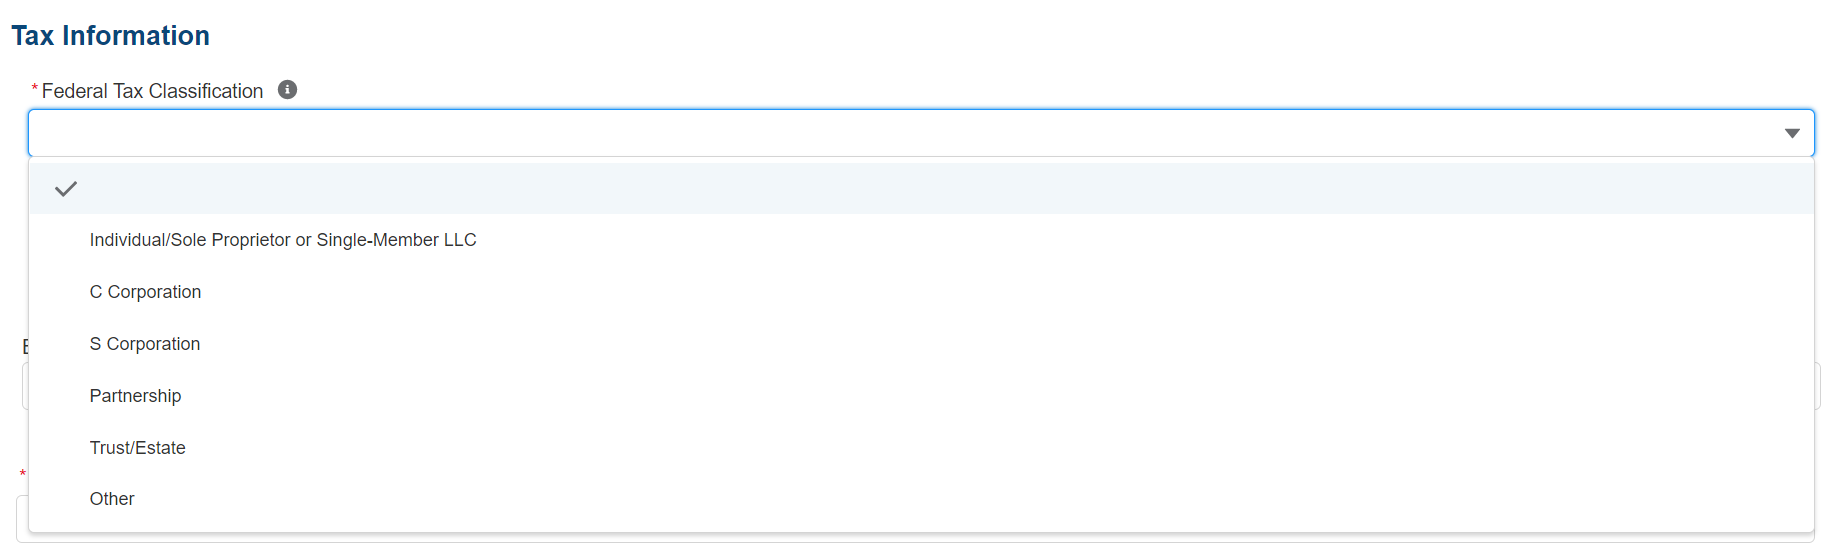 Tax Information
* Federal Tax Classification
Individual/Sole Proprietor or Single-Member LLC
C Corporation
S Corporation
Partnership
Trust/Estate
*
Other